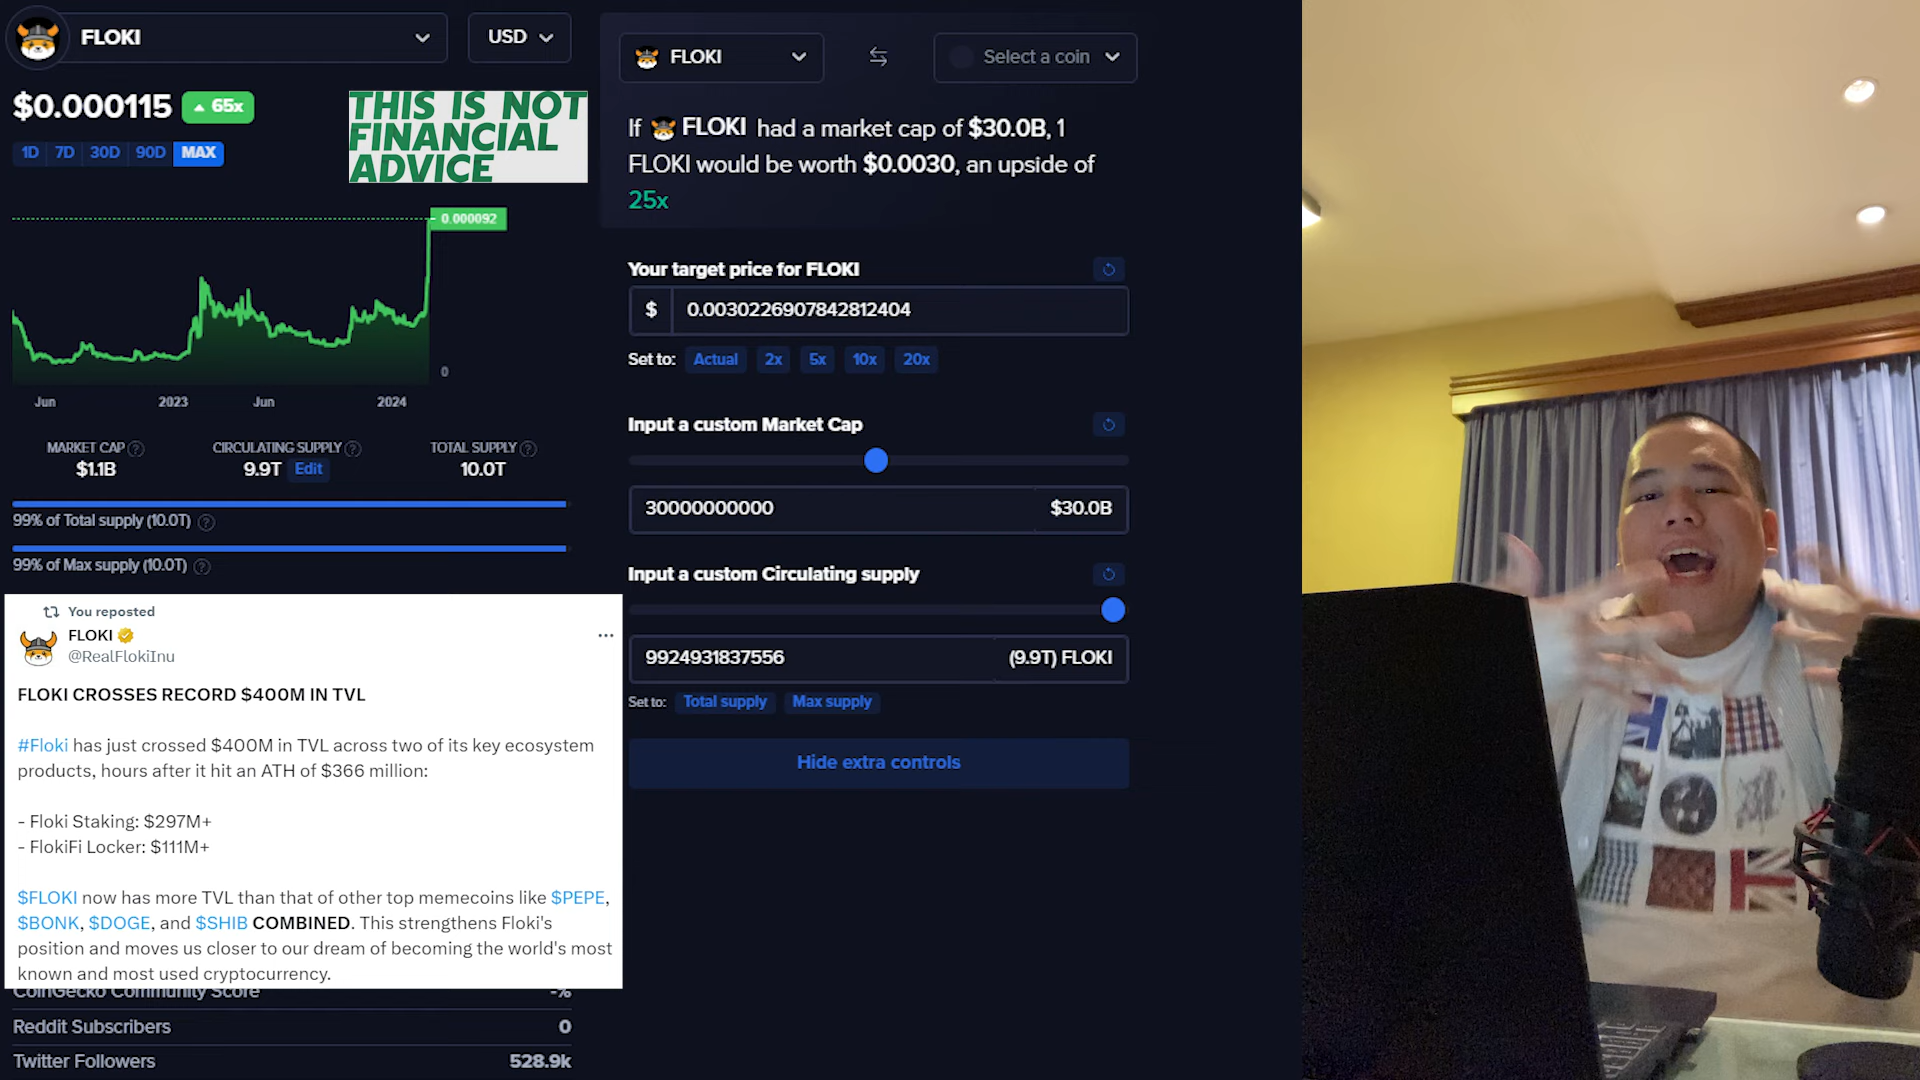 FLOKI
USD
$0.000115
65x
1D 7D 30D 90D MAX
THIS IS NOT
FINANCIAL
ADVICE
0.000092
0
Jun 2023 Jun 2024
MARKET CAP ?
$1.1B
CIRCULATING SUPPLY ?
9.9T Edit
TOTAL SUPPLY ?
10.0T
99% of Total supply (10.0T) ?
99% of Max supply (10.0T) ?
You reposted
FLOKI
@RealFlokiInu
FLOKI CROSSES RECORD $400M IN TVL
#Floki has just crossed $400M in TVL across two of its key ecosystem
products, hours after it hit an ATH of $366 million:
- Floki Staking: $297M+
- FlokiFi Locker: $111M+
$FLOKI now has more TVL than that of other top memecoins like $PEPE,
$BONK, $DOGE, and $SHIB COMBINED. This strengthens Floki's
position and moves us closer to our dream of becoming the world's most
known and most used cryptocurrency.
CoinGecko Community Score -%
Reddit Subscribers 0
Twitter Followers 528.9k
FLOKI
Select a coin
If FLOKI had a market cap of $30.0B, 1
FLOKI would be worth $0.0030, an upside of
25x
Your target price for FLOKI
$ 0.0030226907842812404
Set to: Actual 2x 5x 10x 20x
Input a custom Market Cap
30000000000 $30.0B
Input a custom Circulating supply
9924931837556 (9.9T) FLOKI
Set to: Total supply Max supply
Hide extra controls